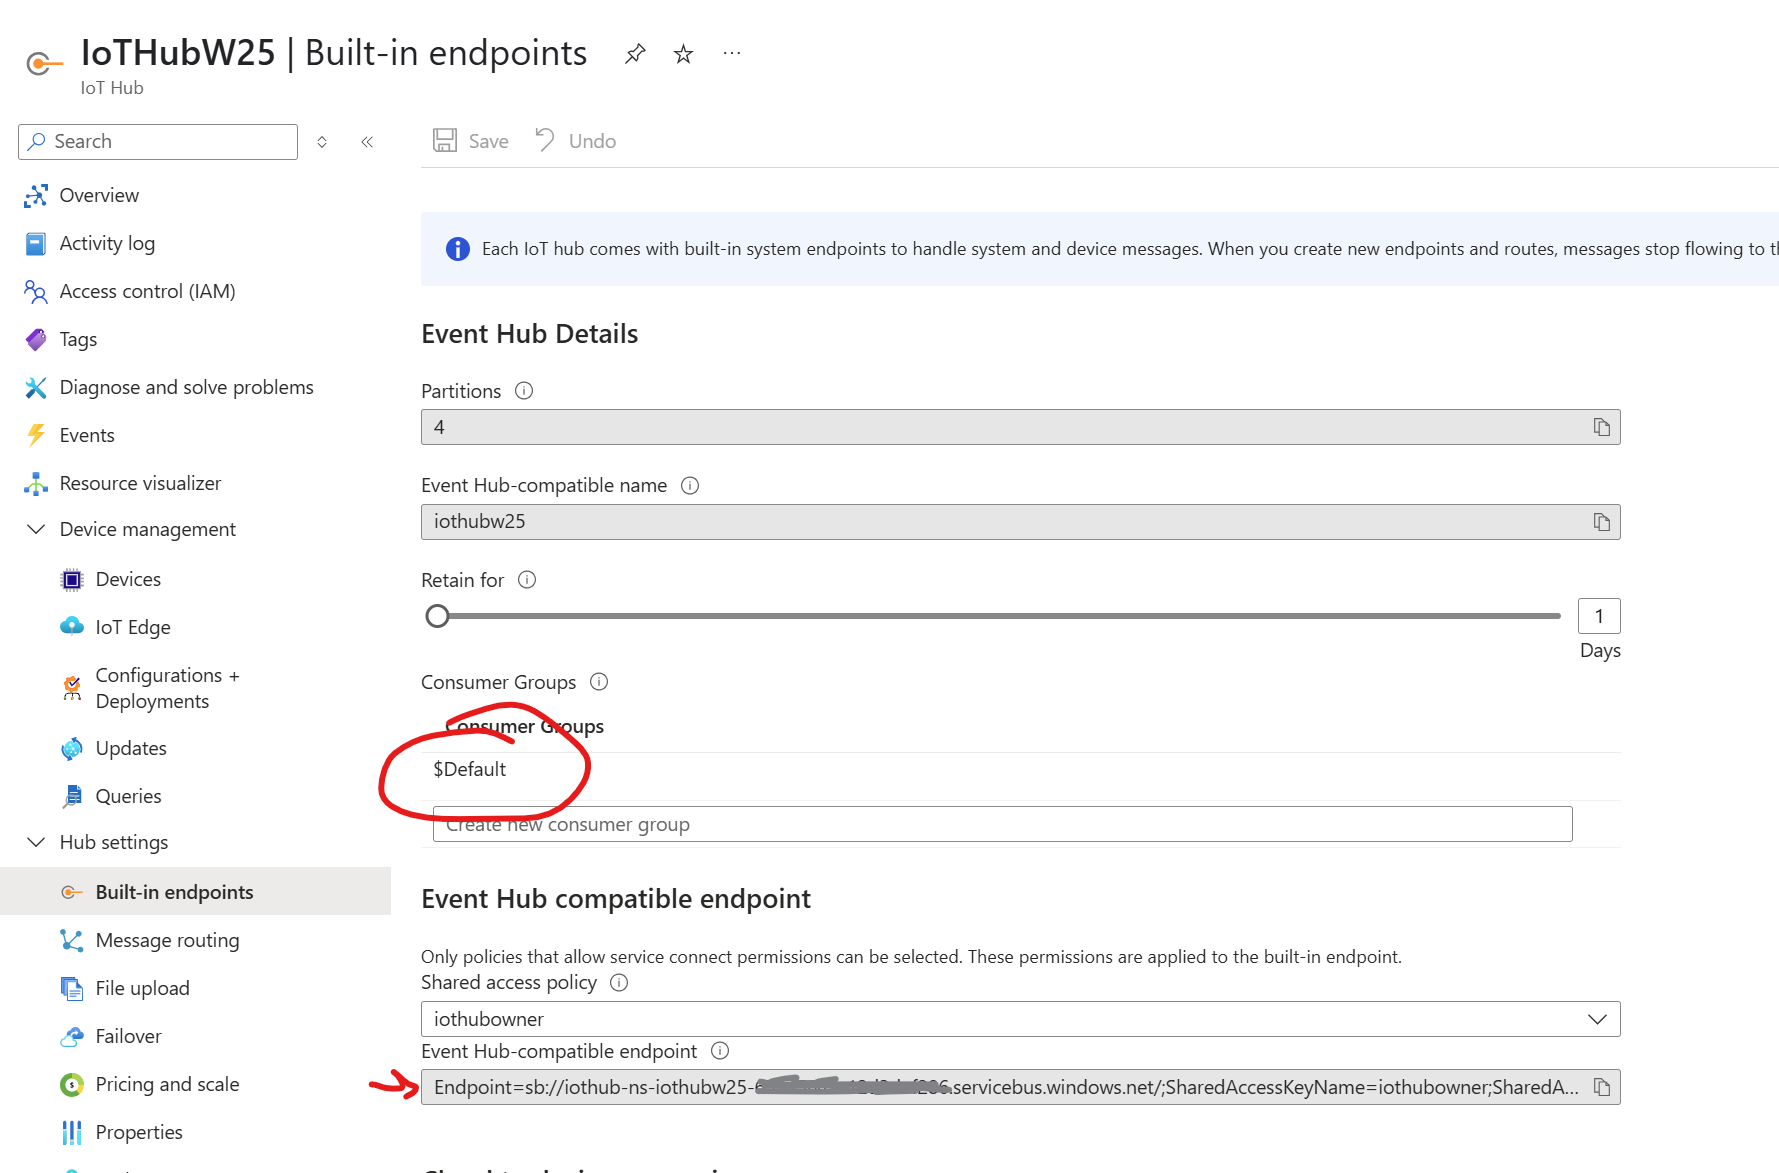 IoTHubW25 | Built-in endpoints
IoT Hub
Search
Save
Undo
Overview
Activity log
Access control (IAM)
Tags
Diagnose and solve problems
Events
Resource visualizer
Device management
Devices
IoT Edge
Configurations +
Deployments
Updates
Queries
Hub settings
Built-in endpoints
Message routing
File upload
Failover
Pricing and scale
Properties
Each IoT hub comes with built-in system endpoints to handle system and device messages. When you create new endpoints and routes, messages stop flowing to
Event Hub Details
Partitions
4
Event Hub-compatible name
iothubw25
Retain for
1
Days
Consumer Groups
Consumer Groups
$Default
Create new consumer group
Event Hub compatible endpoint
Only policies that allow service connect permissions can be selected. These permissions are applied to the built-in endpoint.
Shared access policy
iothubowner
Event Hub-compatible endpoint
Endpoint=sb://iothub-ns-iothubw25-
.servicebus.windows.net/;SharedAccessKeyName=iothubowner;SharedA...